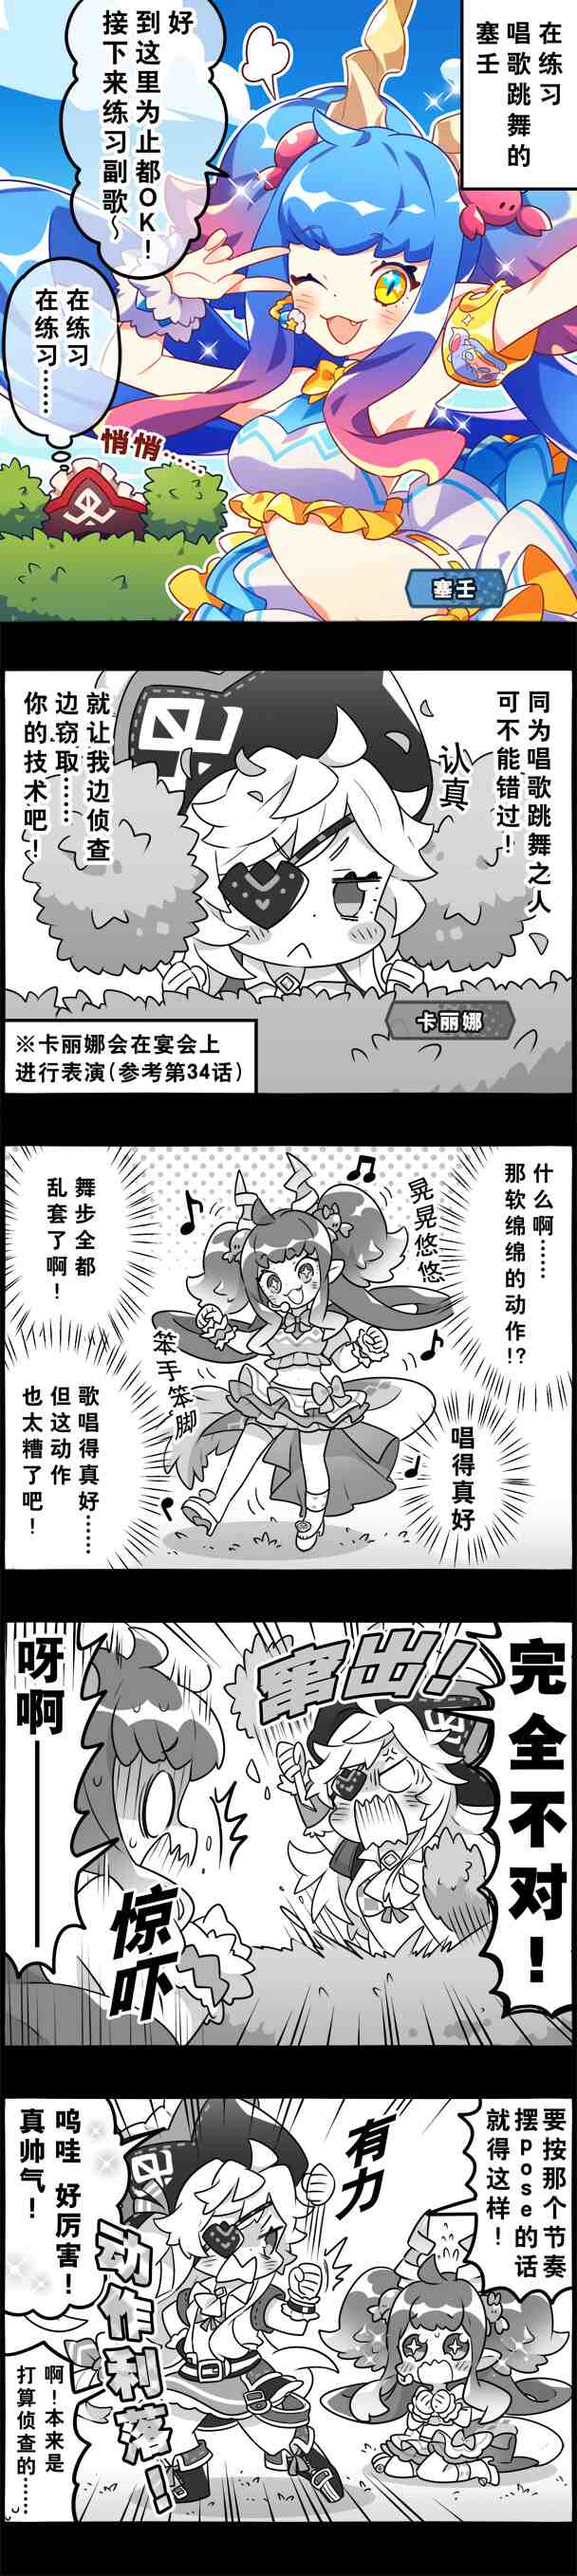 在练习
唱歌跳舞的
塞壬
好
到这里为止都OK!
接下来练习副歌~
在练习
在练习……
悄悄……
塞壬
同为唱歌跳舞之人
可不能错过!
认真
就让我边侦查
边窃取……
你的技术吧!
卡丽娜
※卡丽娜会在宴会上
进行表演(参考第34话)
什么啊……
那软绵绵的动作!?
晃晃悠悠
舞步全都
乱套了啊!
笨手笨脚
唱得真好
歌唱得真好……
但这动作
也太糟了吧!
完全不对!
窜出!
呀啊——
惊吓
要按那个节奏
摆pose的话
就得这样!
有力
呜哇 好厉害!
真帅气!
动作利落!
啊!本来是
打算侦查的……